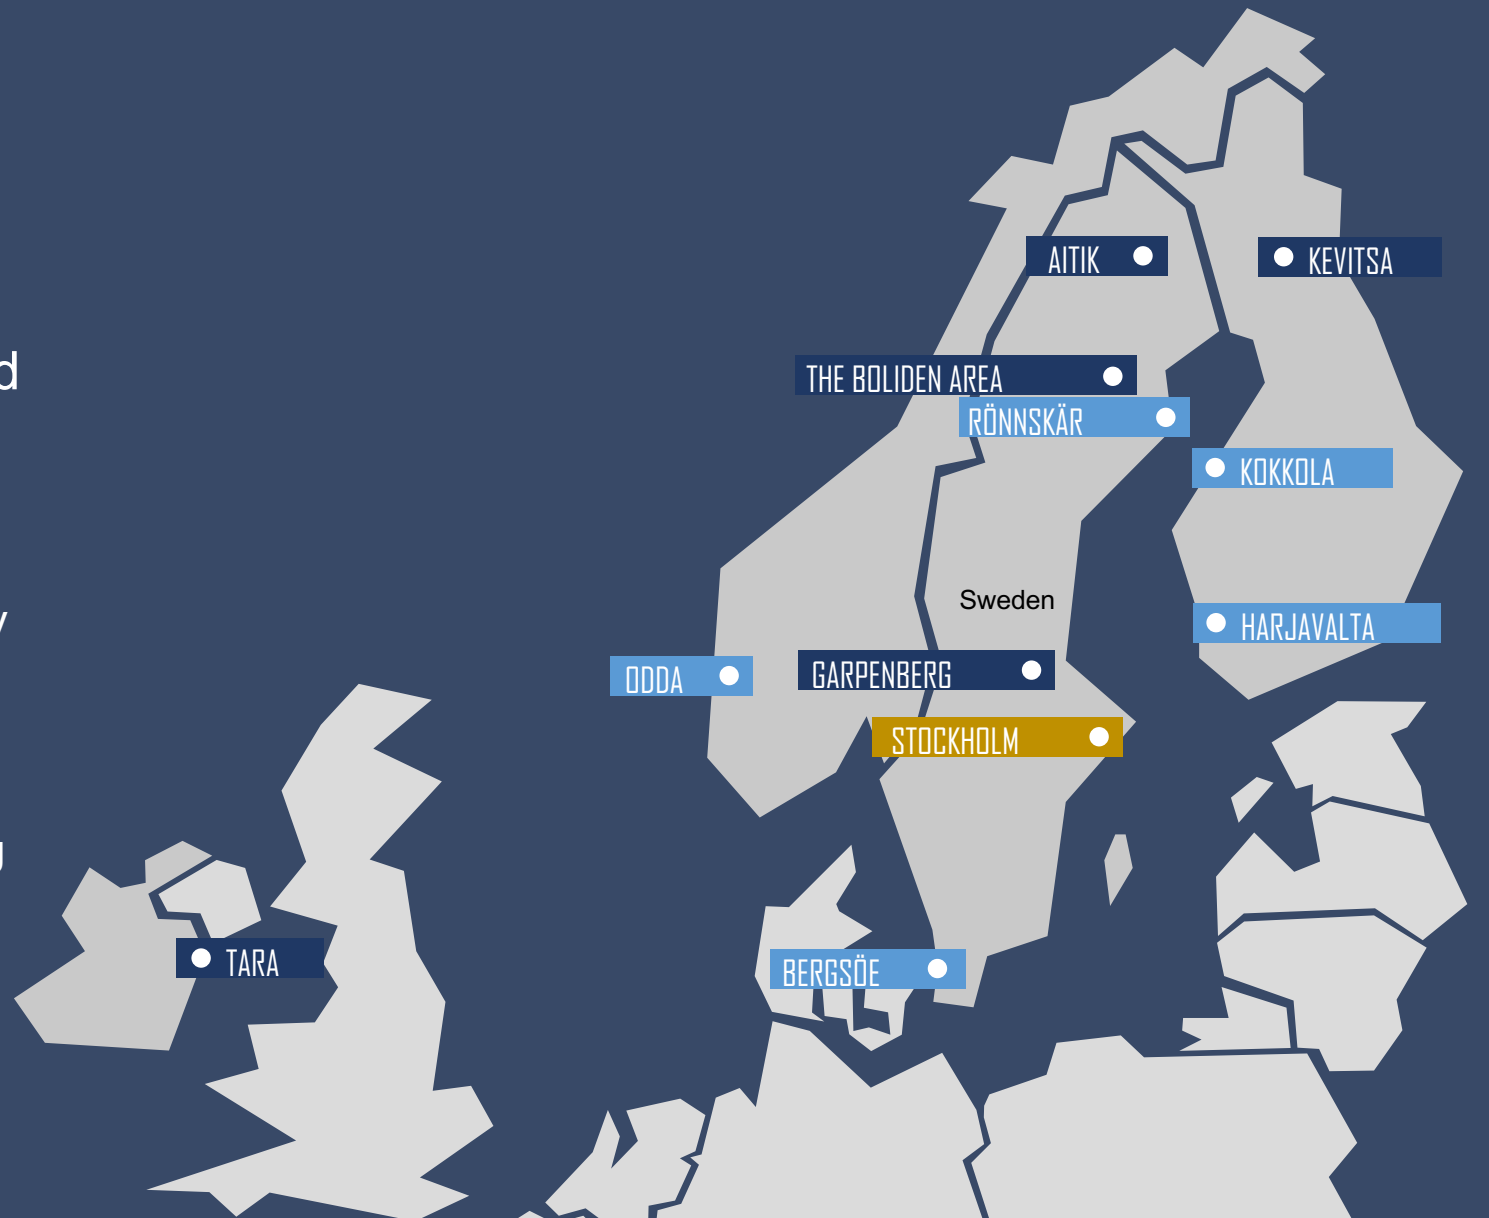 AITIK
KEVITSA
d
THE BOLIDEN AREA
RÖNNSKÄR
KOKKOLA
Sweden
y
HARJAVALTA
ODDA
GARPENBERG
STOCKHOLM
g
TARA
BERGSÖE